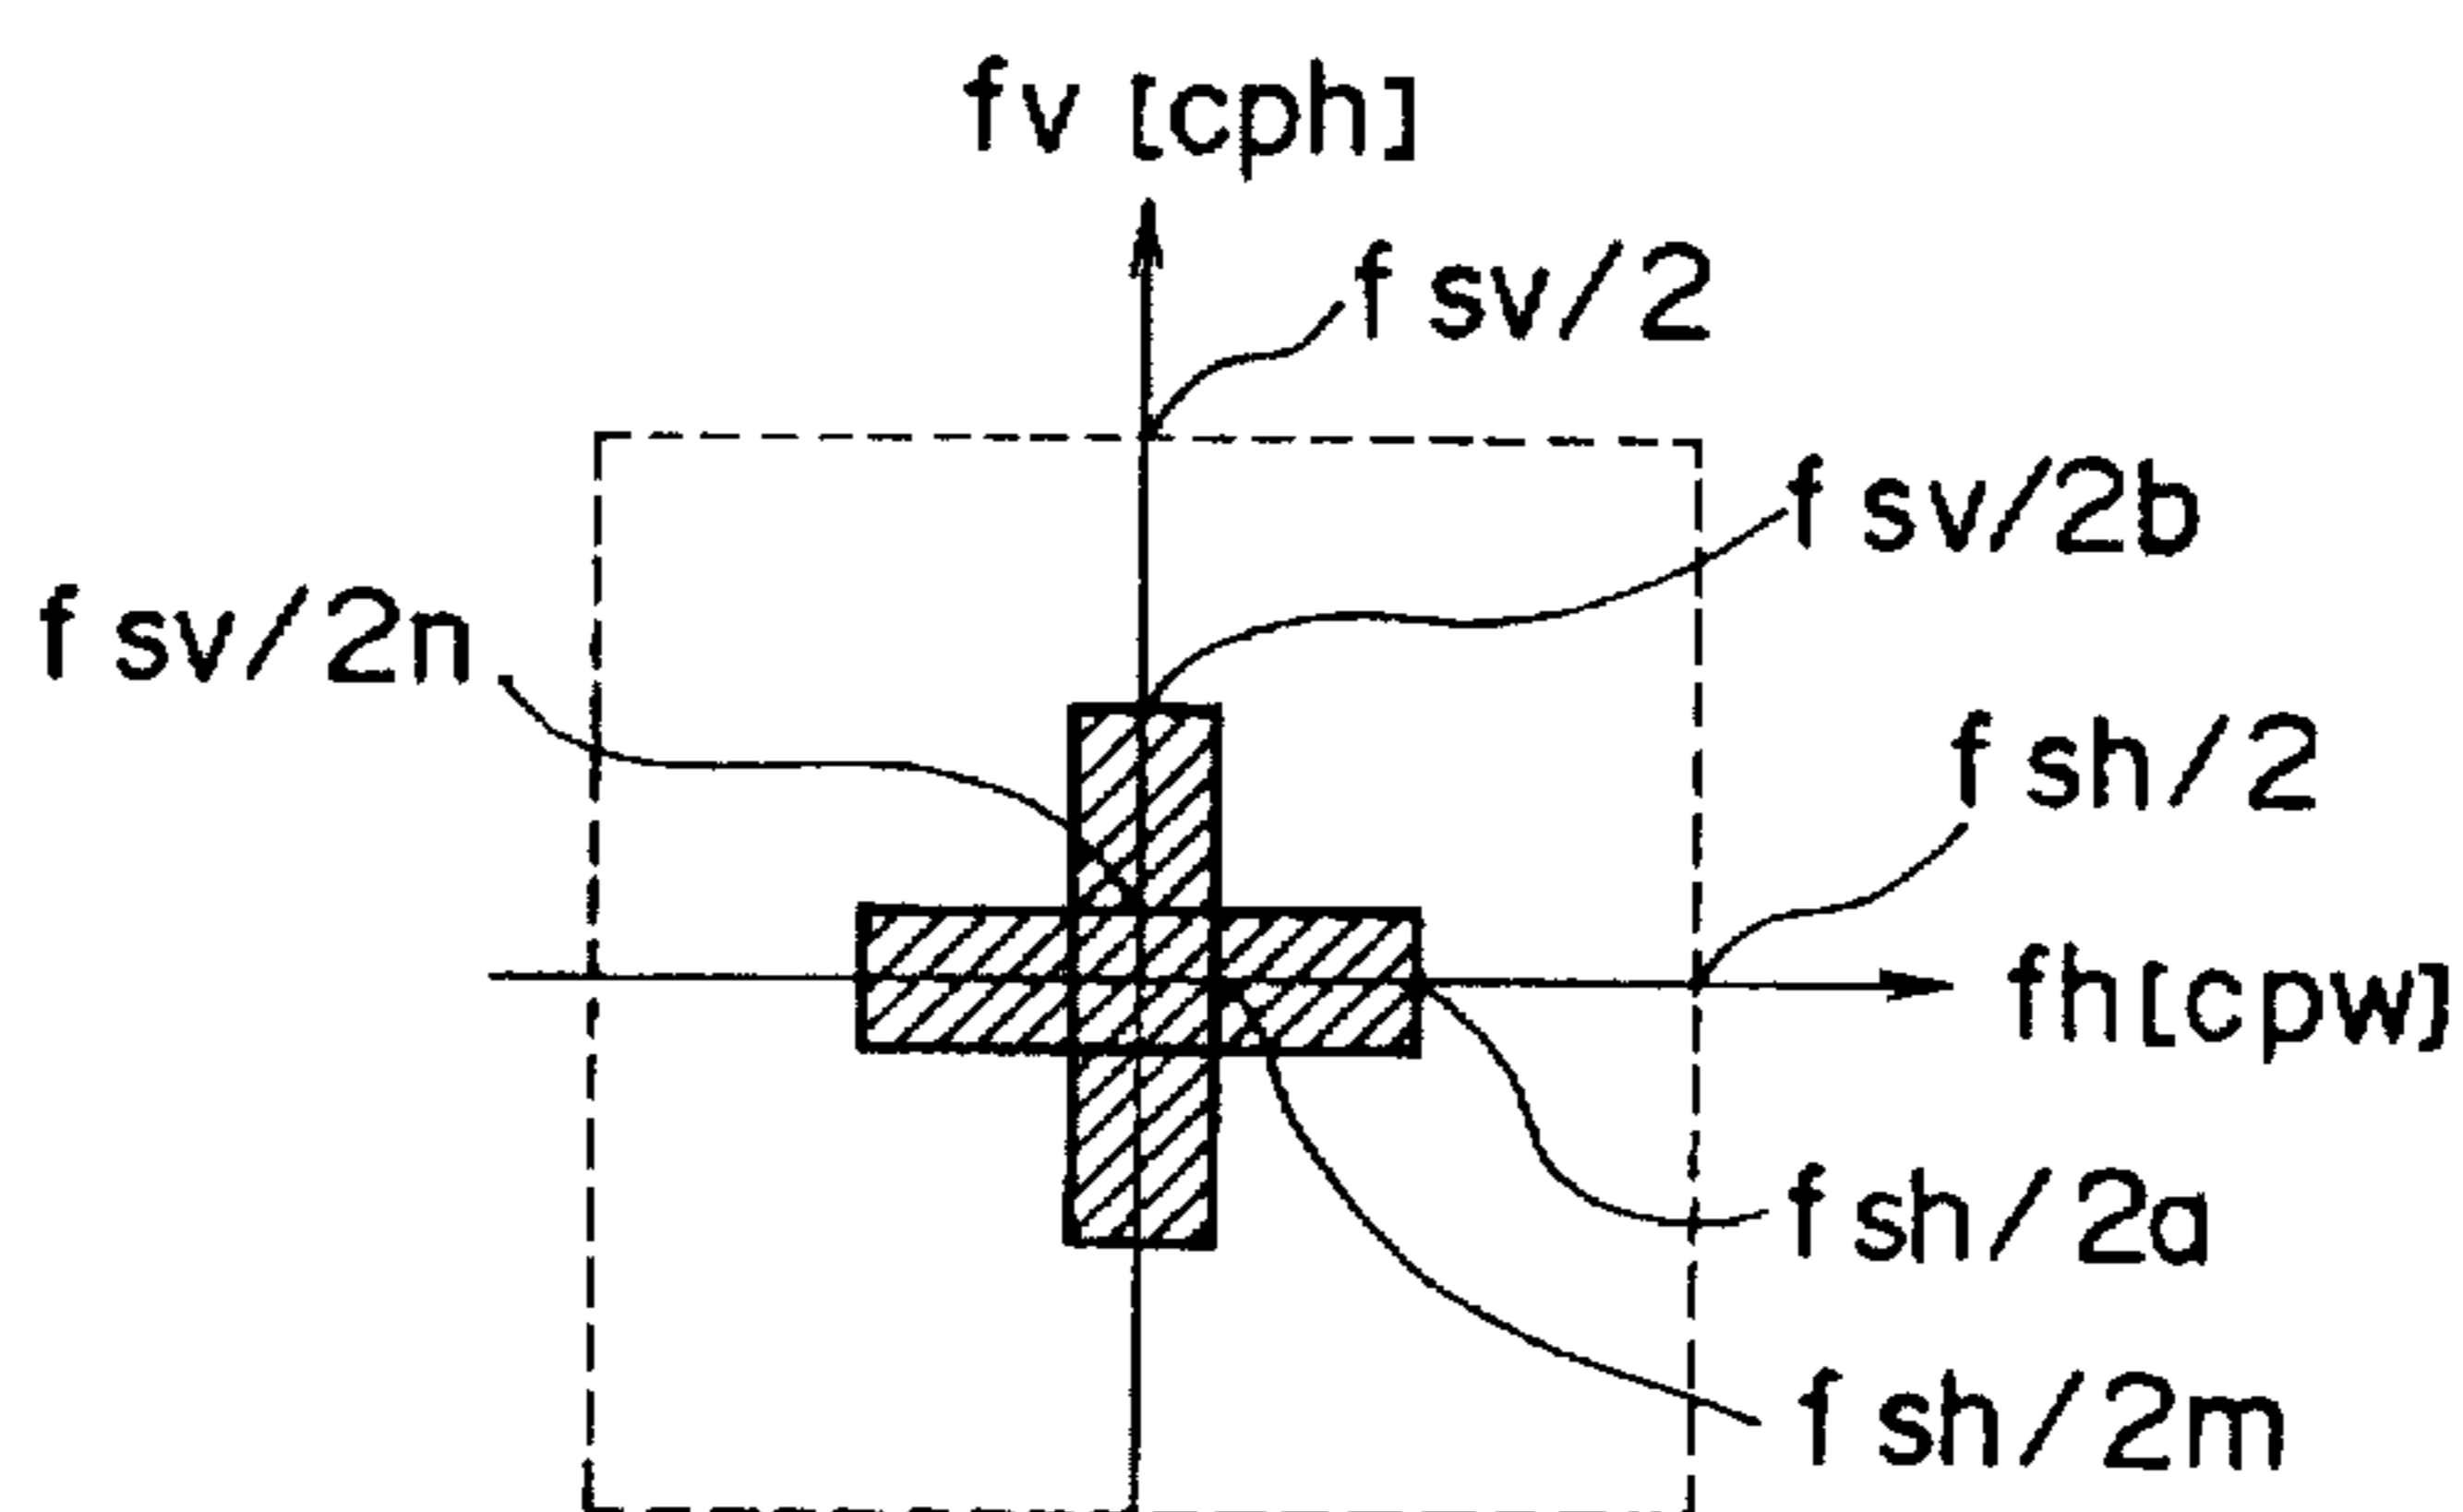 fv [cph]
f sv/2
f sv/2b
f sv/2n
f sh/2
fh[cpw]
f sh/2a
f sh/2m